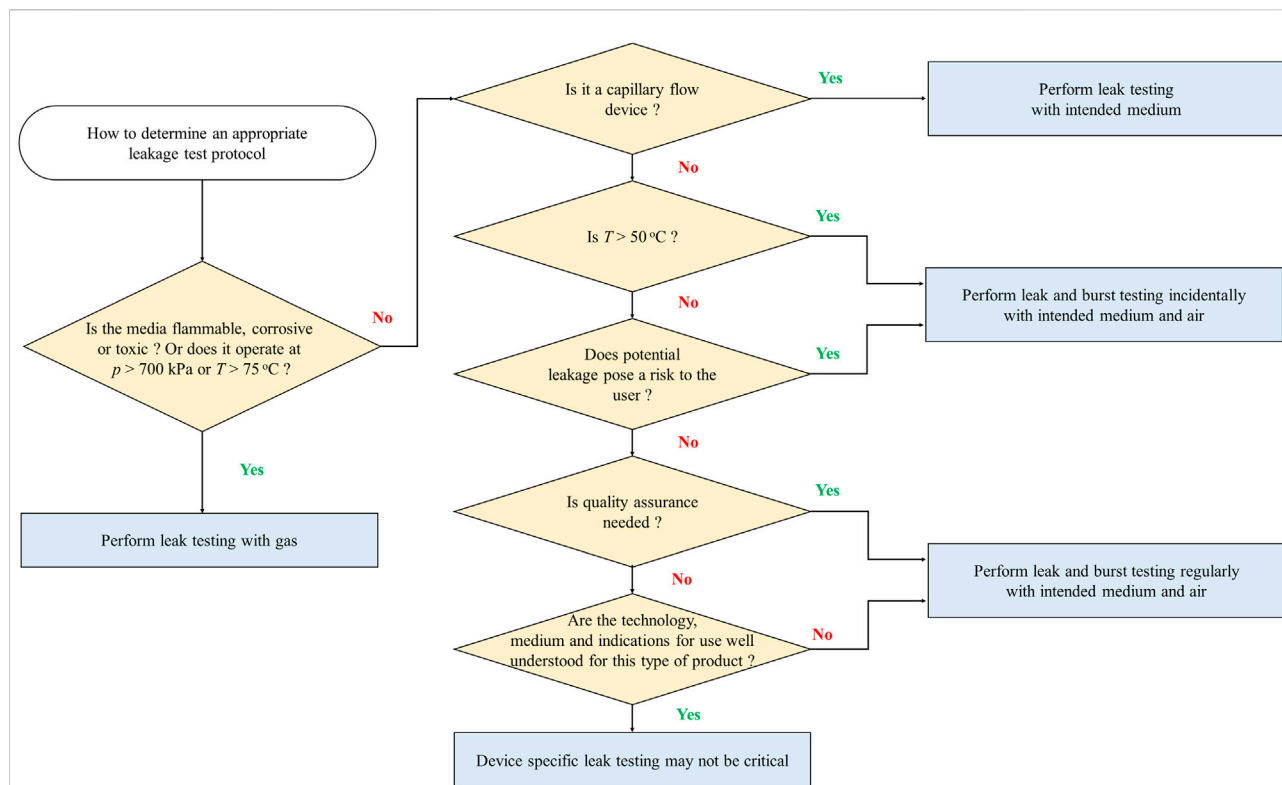 How to determine an appropriate
leakage test protocol
Is the media flammable, corrosive
or toxic ? Or does it operate at
p > 700 kPa or T > 75 °C ?
No
Yes
Perform leak testing with gas
Is it a capillary flow
device ?
Yes
Perform leak testing
with intended medium
No
Is T > 50 °C ?
Yes
Perform leak and burst testing incidentally
with intended medium and air
No
Does potential
leakage pose a risk to the
user ?
Yes
No
Is quality assurance
needed ?
Yes
Perform leak and burst testing regularly
with intended medium and air
No
Are the technology,
medium and indications for use well
understood for this type of product ?
No
Yes
Device specific leak testing may not be critical